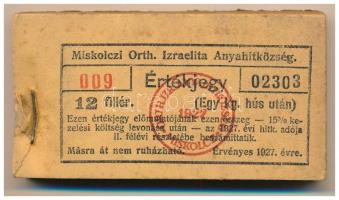 Miskolczi Orth. Izraelita Anyahitközség.
009 Értékjegy 02303
12 fillér. (Egy kg. hús után)
Ezen értékjegy előmutatójának ezen összeg — 15% ke-
zelési költség levonása után — az 1927. évi hitk. adója
II. félévi részletébe beszámíttatik.
Másra át nem ruházható. Érvényes 1927. évre.